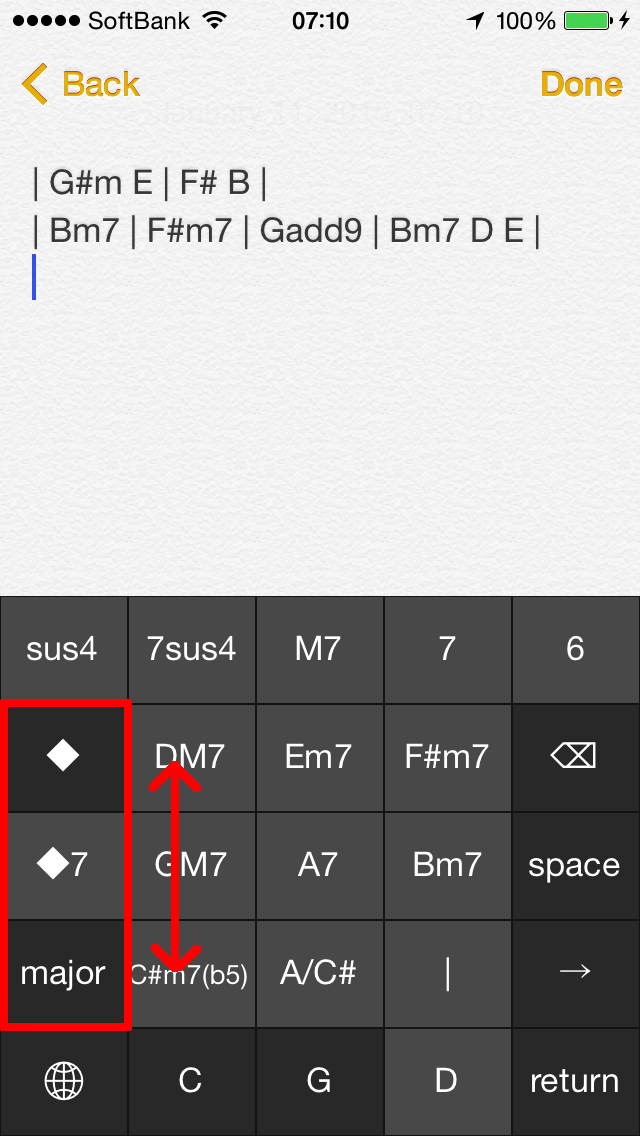 ●●●●● SoftBank 07:10 100%
Back Done
| G#m E | F# B |
| Bm7 | F#m7 | Gadd9 | Bm7 D E |
sus4 7sus4 M7 7 6
◆ DM7 Em7 F#m7 ⌫
◆7 GM7 A7 Bm7 space
major C#m7(b5) A/C# | →
C G D return